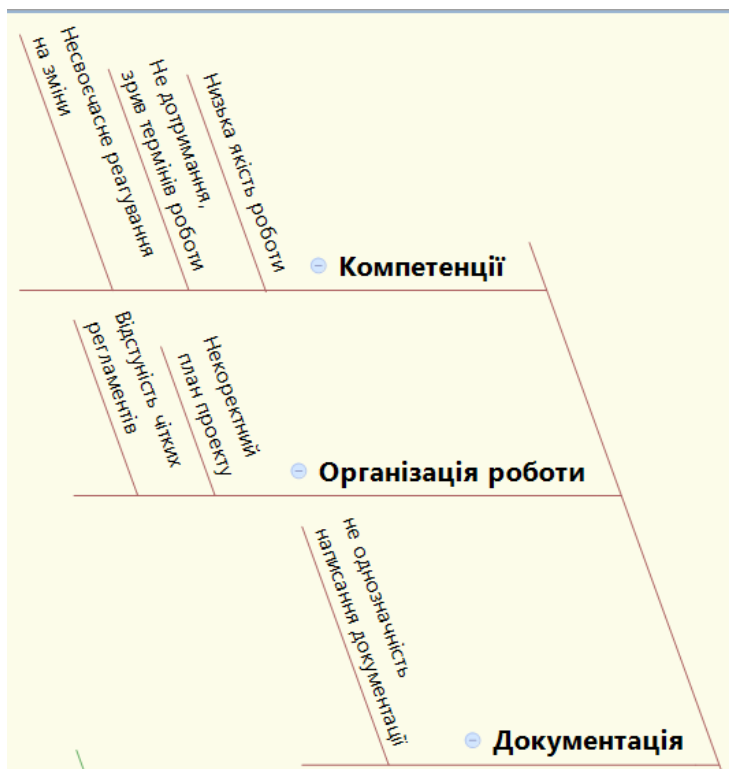 Несвоєчасне реагування
на зміни
Не дотримання,
зрив термінів роботи
Низька якість роботи
Компетенції
Відстуність чітких
регламентів
Некоректний
план проекту
Організація роботи
не однозначність
написання документації
Документація